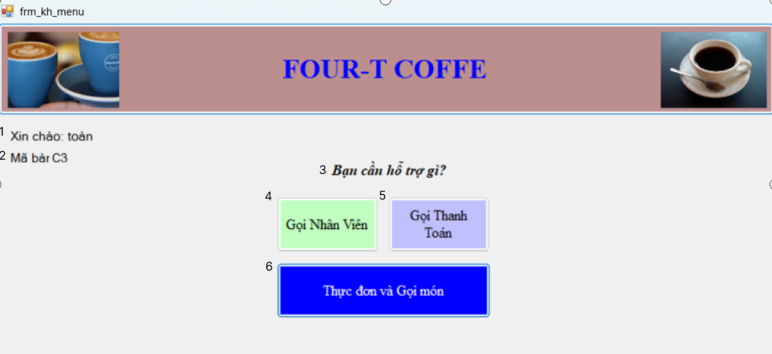 frm_kh_menu
FOUR-T COFFE
1 Xin chào: toàn
2 Mã bàn C3
3 Bạn cần hỗ trợ gì?
4 Gọi Nhân Viên
5 Gọi Thanh
Toán
6 Thực đơn và Gọi món